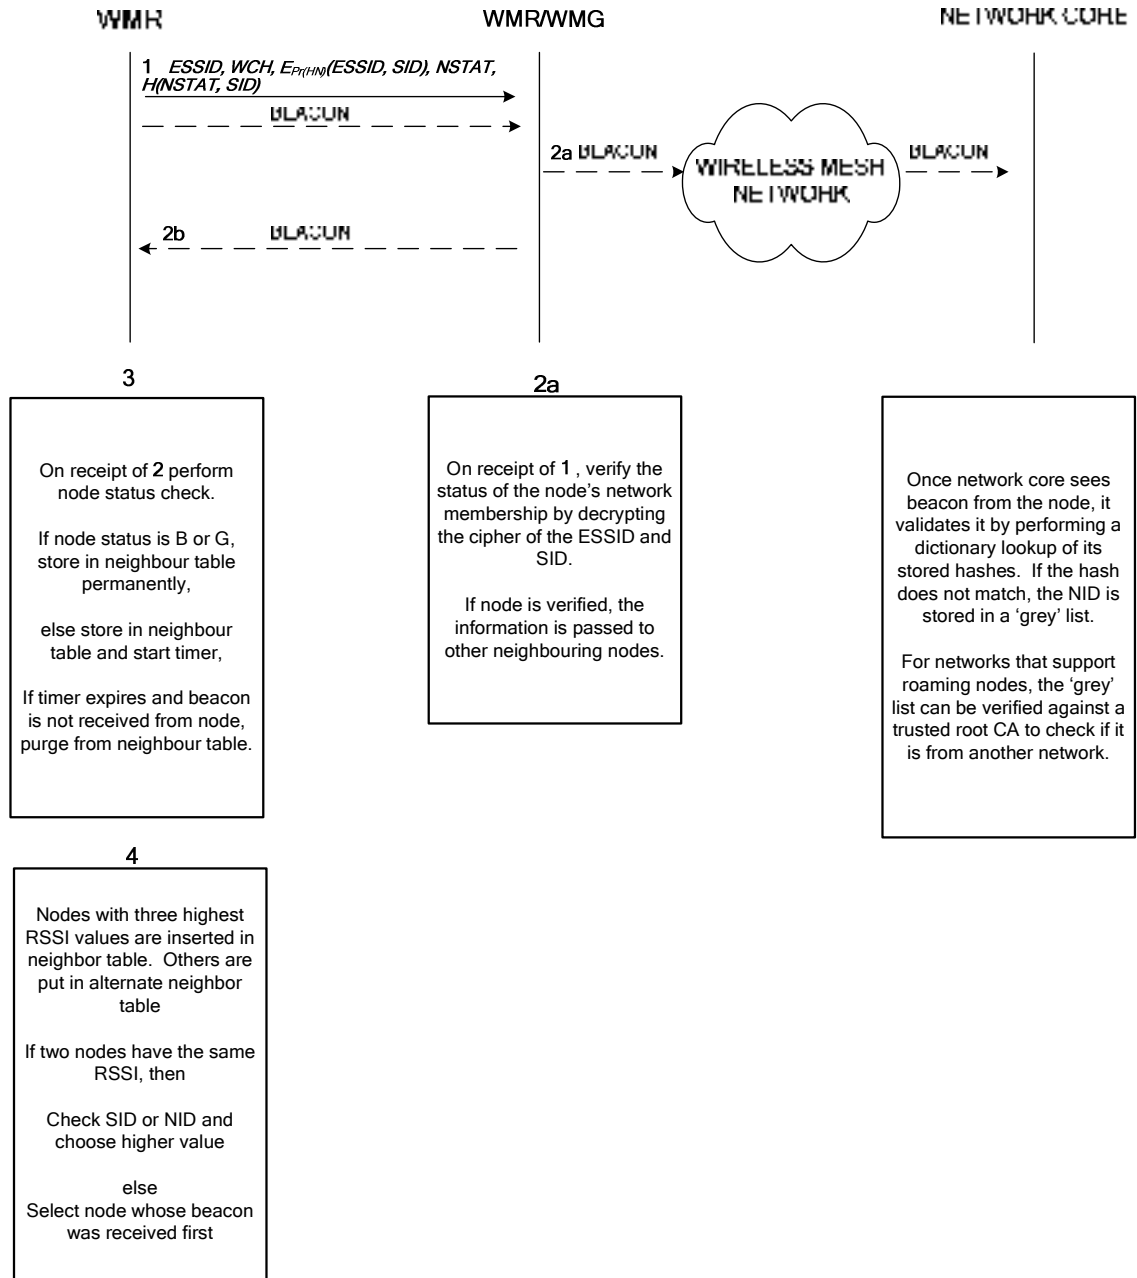 WMR
WMR/WMG
NETWORK CORE
1 ESSID, WCH, E_Pr(HN)(ESSID, SID), NSTAT,
H(NSTAT, SID)
BEACON
2a BEACON
WIRELESS MESH
NETWORK
BEACON
2b BEACON
3
On receipt of 2 perform
node status check.
If node status is B or G,
store in neighbour table
permanently,
else store in neighbour
table and start timer,
If timer expires and beacon
is not received from node,
purge from neighbour table.
2a
On receipt of 1 , verify the
status of the node's network
membership by decrypting
the cipher of the ESSID and
SID.
If node is verified, the
information is passed to
other neighbouring nodes.
Once network core sees
beacon from the node, it
validates it by performing a
dictionary lookup of its
stored hashes. If the hash
does not match, the NID is
stored in a 'grey' list.
For networks that support
roaming nodes, the 'grey'
list can be verified against a
trusted root CA to check if it
is from another network.
4
Nodes with three highest
RSSI values are inserted in
neighbor table. Others are
put in alternate neighbor
table
If two nodes have the same
RSSI, then
Check SID or NID and
choose higher value
else
Select node whose beacon
was received first